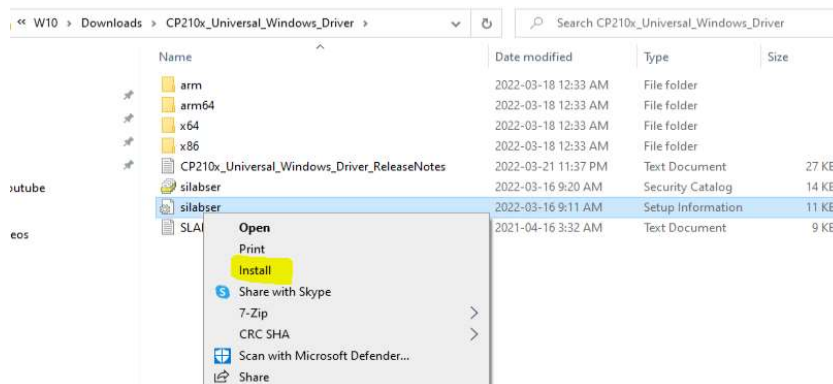 « W10 > Downloads > CP210x_Universal_Windows_Driver >
Search CP210x_Universal_Windows_Driver
Name Date modified Type Size
arm 2022-03-18 12:33 AM File folder
arm64 2022-03-18 12:33 AM File folder
x64 2022-03-18 12:33 AM File folder
x86 2022-03-18 12:33 AM File folder
CP210x_Universal_Windows_Driver_ReleaseNotes 2022-03-21 11:37 PM Text Document 27 KB
outube silabser 2022-03-16 9:20 AM Security Catalog 14 KB
silabser 2022-03-16 9:11 AM Setup Information 11 KB
eos SLA 2021-04-16 3:32 AM Text Document 9 KB
Open
Print
Install
Share with Skype
7-Zip
CRC SHA
Scan with Microsoft Defender...
Share